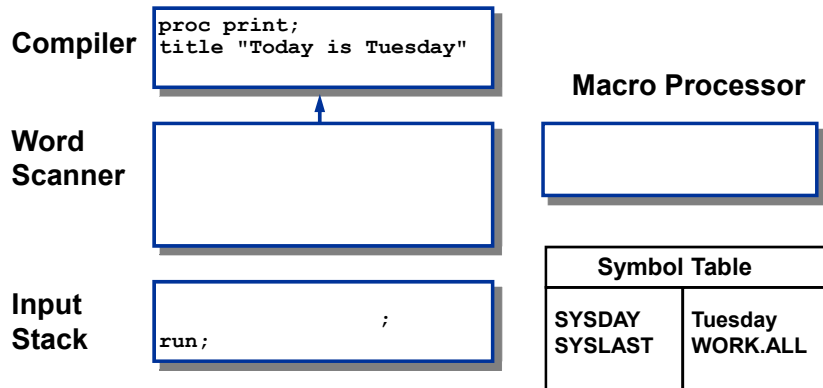 Compiler
proc print;
title "Today is Tuesday"
Macro Processor
Word
Scanner
Input
Stack
;
run;
Symbol Table
SYSDAY Tuesday
SYSLAST WORK.ALL